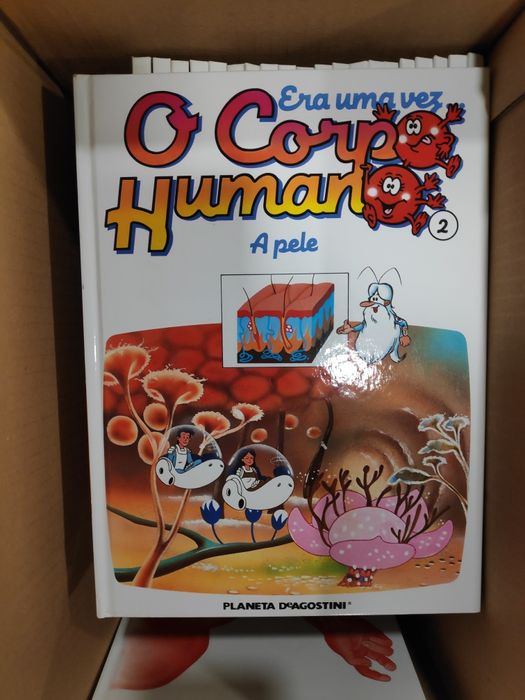 Era uma vez...
O Corpo
Humano
2
A pele
PLANETA DeAGOSTINI®